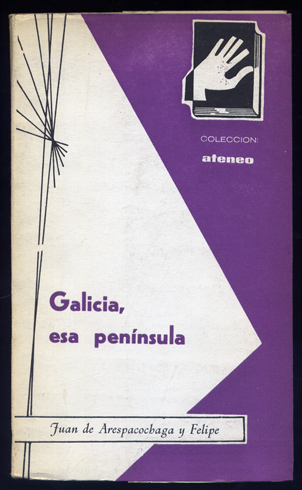 COLECCION:
ateneo
Galicia,
esa península
Juan de Arespacochaga y Felipe